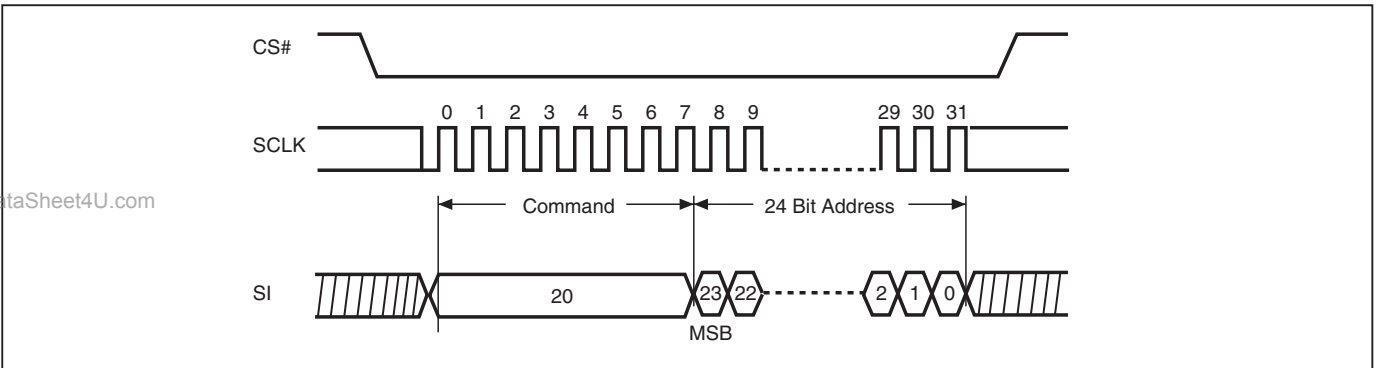 CS#
0 1 2 3 4 5 6 7 8 9 29 30 31
SCLK
ataSheet4U.com
Command 24 Bit Address
SI 20 23 22 2 1 0
MSB